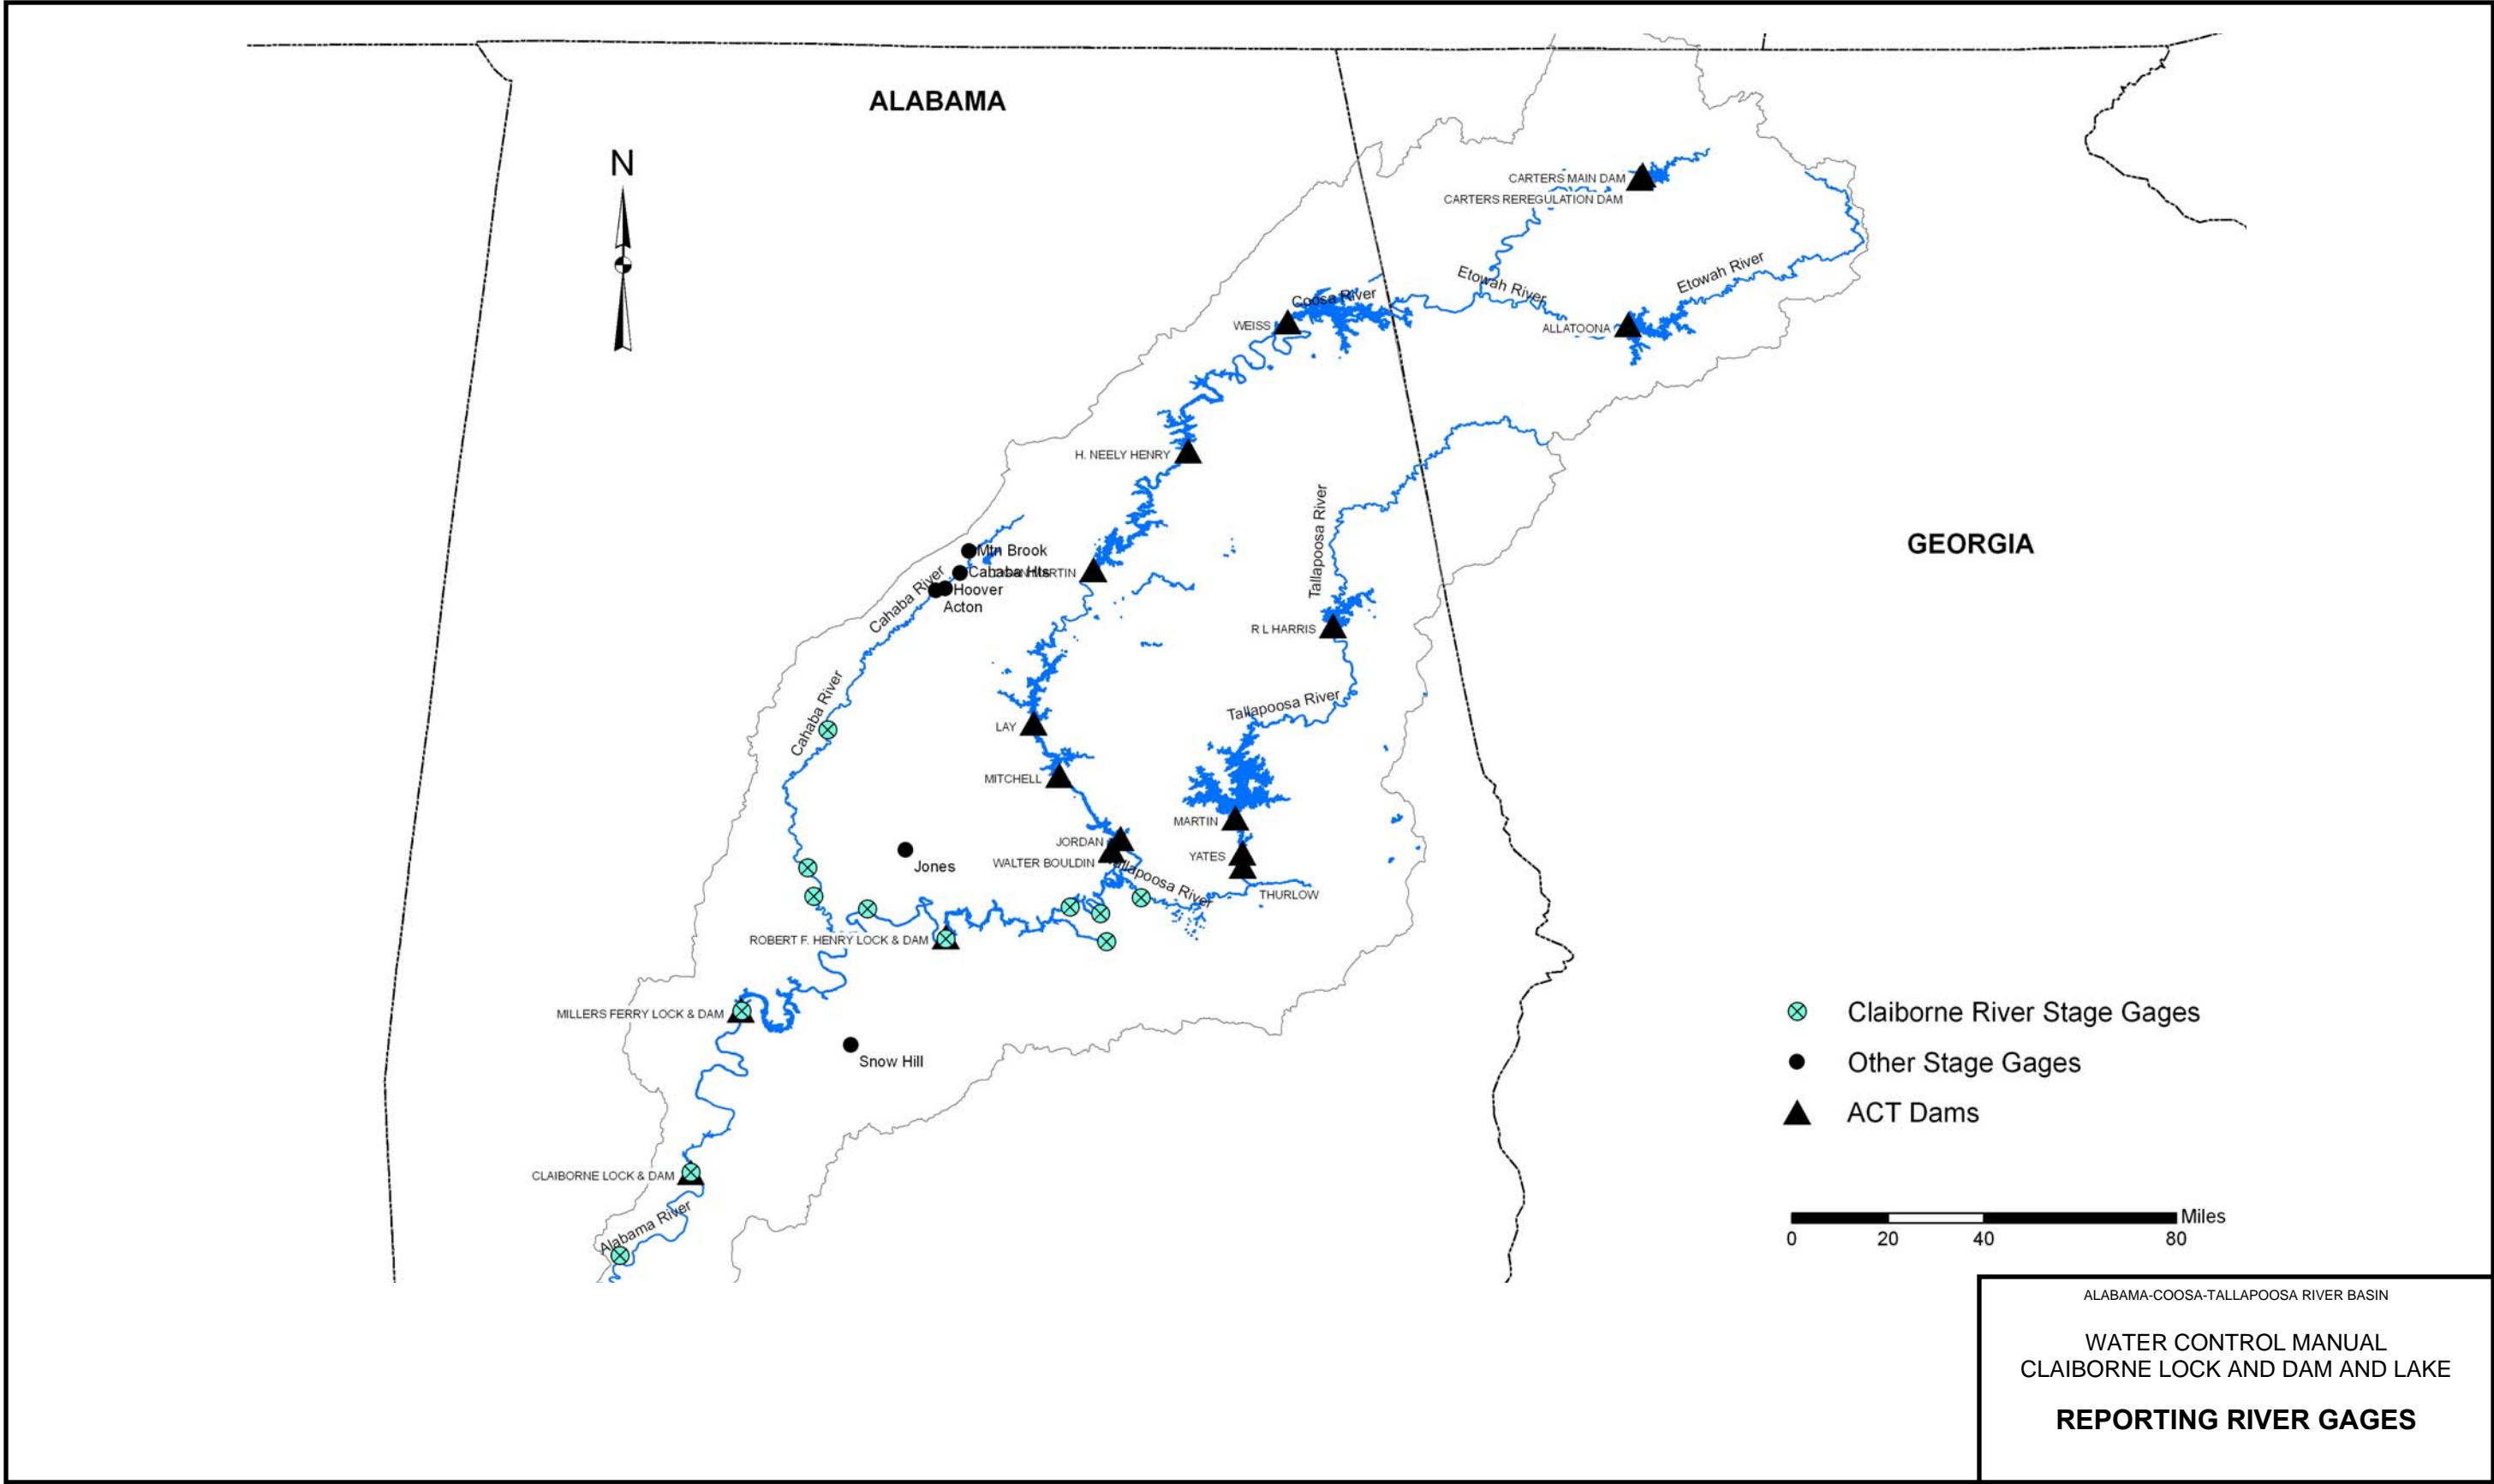 ALABAMA
N
CARTERS MAIN DAM
CARTERS REREGULATION DAM
Etowah River
Etowah River
Coosa River
WEISS
ALLATOONA
H. NEELY HENRY
Tallapoosa River
GEORGIA
Mtn Brook
Cahaba Hts
MARTIN
Hoover
Acton
Cahaba River
R L HARRIS
Cahaba River
Tallapoosa River
LAY
MITCHELL
MARTIN
JORDAN
YATES
WALTER BOULDIN
Jones
Tallapoosa River
THURLOW
ROBERT F. HENRY LOCK & DAM
MILLERS FERRY LOCK & DAM
Snow Hill
CLAIBORNE LOCK & DAM
Alabama River
Claiborne River Stage Gages
Other Stage Gages
ACT Dams
Miles
0 20 40 80
ALABAMA-COOSA-TALLAPOOSA RIVER BASIN
WATER CONTROL MANUAL
CLAIBORNE LOCK AND DAM AND LAKE
REPORTING RIVER GAGES